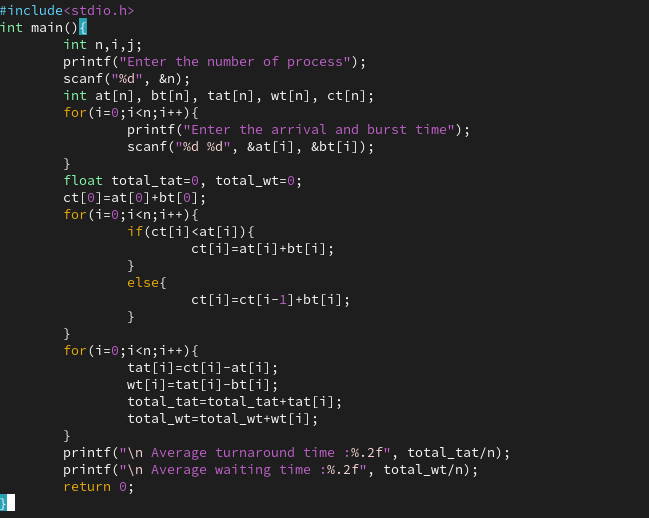 #include<stdio.h>
int main(){
        int n,i,j;
        printf("Enter the number of process");
        scanf("%d", &n);
        int at[n], bt[n], tat[n], wt[n], ct[n];
        for(i=0;i<n;i++){
                printf("Enter the arrival and burst time");
                scanf("%d %d", &at[i], &bt[i]);
        }
        float total_tat=0, total_wt=0;
        ct[0]=at[0]+bt[0];
        for(i=0;i<n;i++){
                if(ct[i]<at[i]){
                        ct[i]=at[i]+bt[i];
                }
                else{
                        ct[i]=ct[i-1]+bt[i];
                }
        }
        for(i=0;i<n;i++){
                tat[i]=ct[i]-at[i];
                wt[i]=tat[i]-bt[i];
                total_tat=total_tat+tat[i];
                total_wt=total_wt+wt[i];
        }
        printf("\n Average turnaround time :%.2f", total_tat/n);
        printf("\n Average waiting time :%.2f", total_wt/n);
        return 0;
}